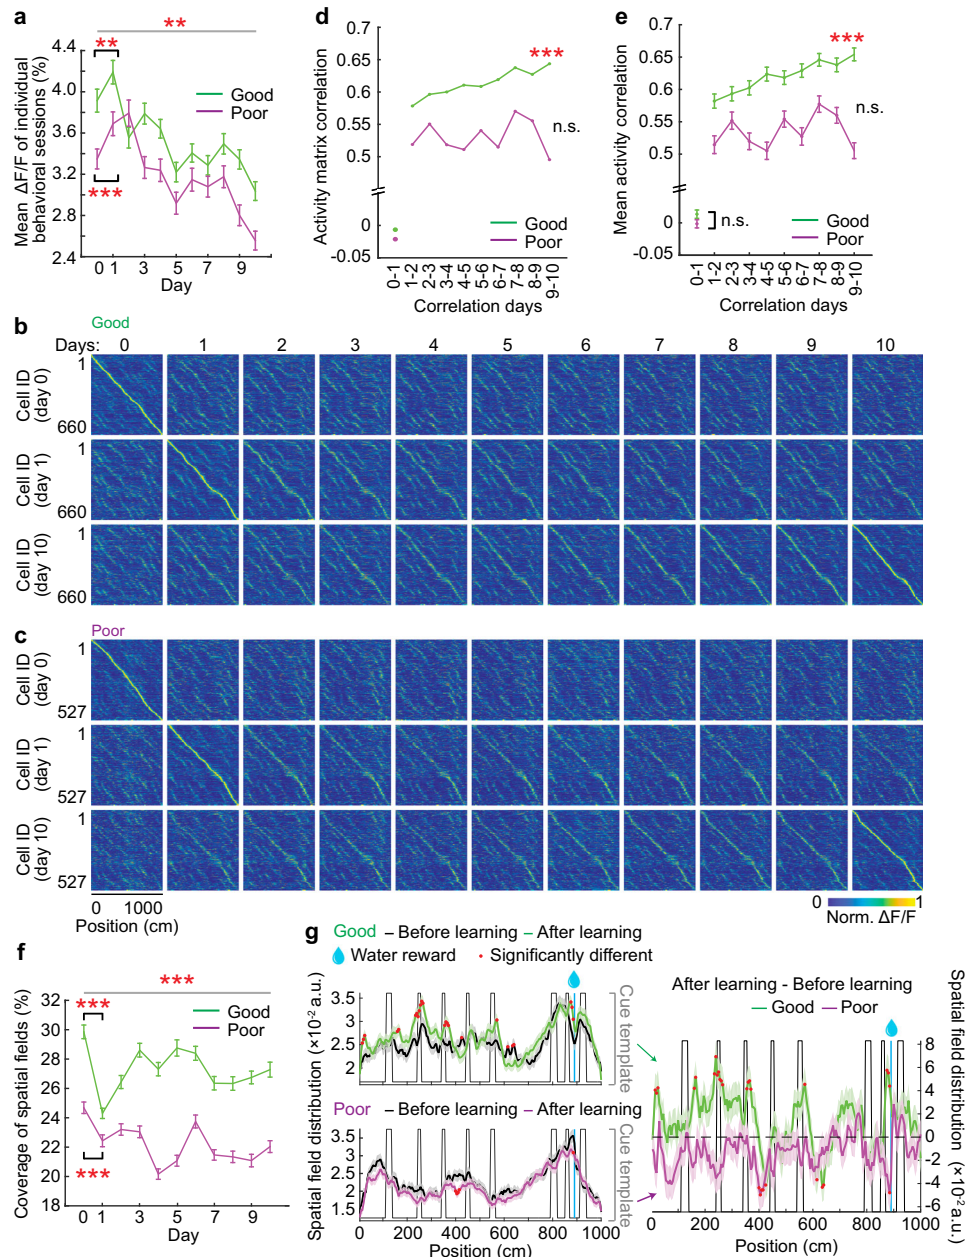 a
**
**
***
4.4
4.0
3.6
3.2
2.8
2.4
Mean ΔF/F of individual
behavioral sessions (%)
Good
Poor
0 1 3 5 7 9
Day
d
0.7
0.65
0.6
0.55
0.5
0
-0.05
Activity matrix correlation
***
n.s.
Good
Poor
0-1 1-2 2-3 3-4 4-5 5-6 6-7 7-8 8-9 9-10
Correlation days
e
0.7
0.65
0.6
0.55
0.5
0
-0.05
Mean activity correlation
***
n.s.
n.s.
Good
Poor
0-1 1-2 2-3 3-4 4-5 5-6 6-7 7-8 8-9 9-10
Correlation days
b
Good
Days: 0 1 2 3 4 5 6 7 8 9 10
Cell ID
(day 0)
1
660
Cell ID
(day 1)
1
660
Cell ID
(day 10)
1
660
c
Poor
Cell ID
(day 0)
1
527
Cell ID
(day 1)
1
527
Cell ID
(day 10)
1
527
0 1000
Position (cm)
0 1
Norm. ΔF/F
f
***
***
***
Coverage of spatial fields (%)
32
30
28
26
24
22
20
18
Good
Poor
0 1 3 5 7 9
Day
g
Good – Before learning – After learning
Water reward • Significantly different
3.5
3
2.5
2
Cue template
Poor – Before learning – After learning
3.5
3
2.5
2
1.5
Cue template
Spatial field distribution (×10⁻² a.u.)
0 200 400 600 800 1000
Position (cm)
After learning - Before learning
Good Poor
8
6
4
2
0
-2
-4
-6
Spatial field distribution (×10⁻² a.u.)
0 200 400 600 800 1000
Position (cm)